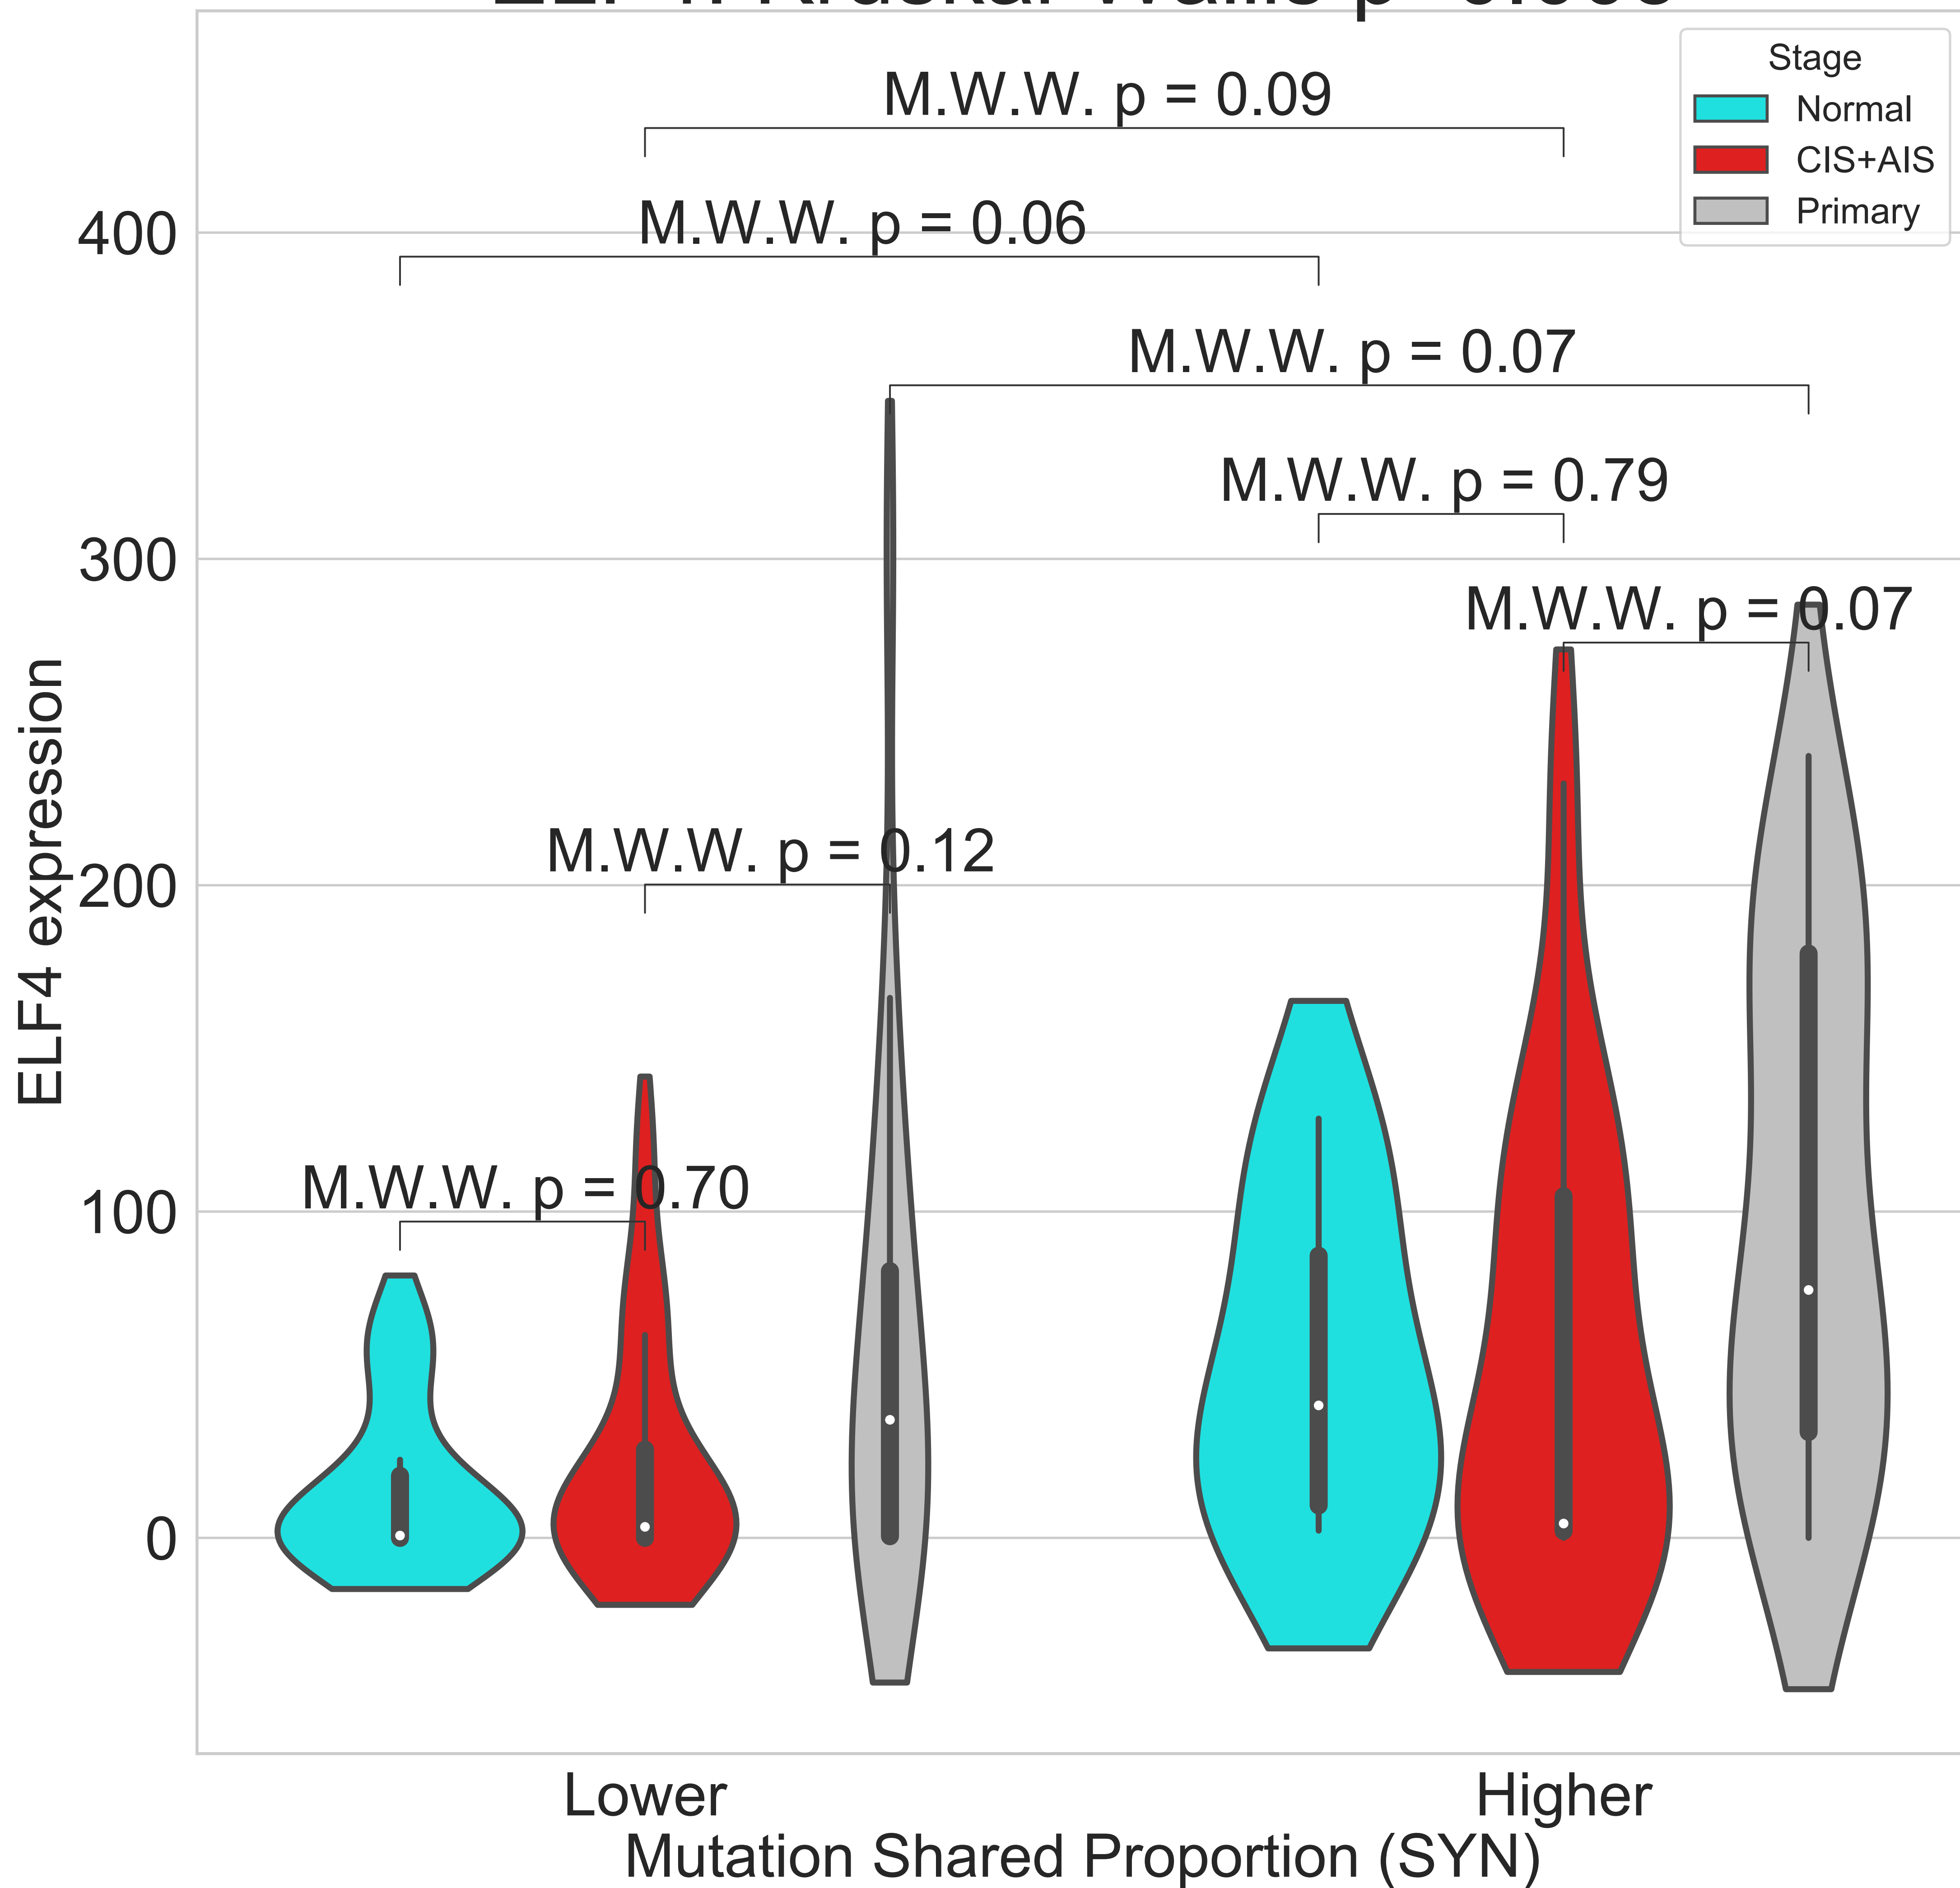 Stage
Normal
CIS+AIS
Primary
M.W.W. p = 0.09
M.W.W. p = 0.06
M.W.W. p = 0.07
M.W.W. p = 0.79
M.W.W. p = 0.07
M.W.W. p = 0.12
M.W.W. p = 0.70
400
300
200
100
0
ELF4 expression
Lower
Higher
Mutation Shared Proportion (SYN)